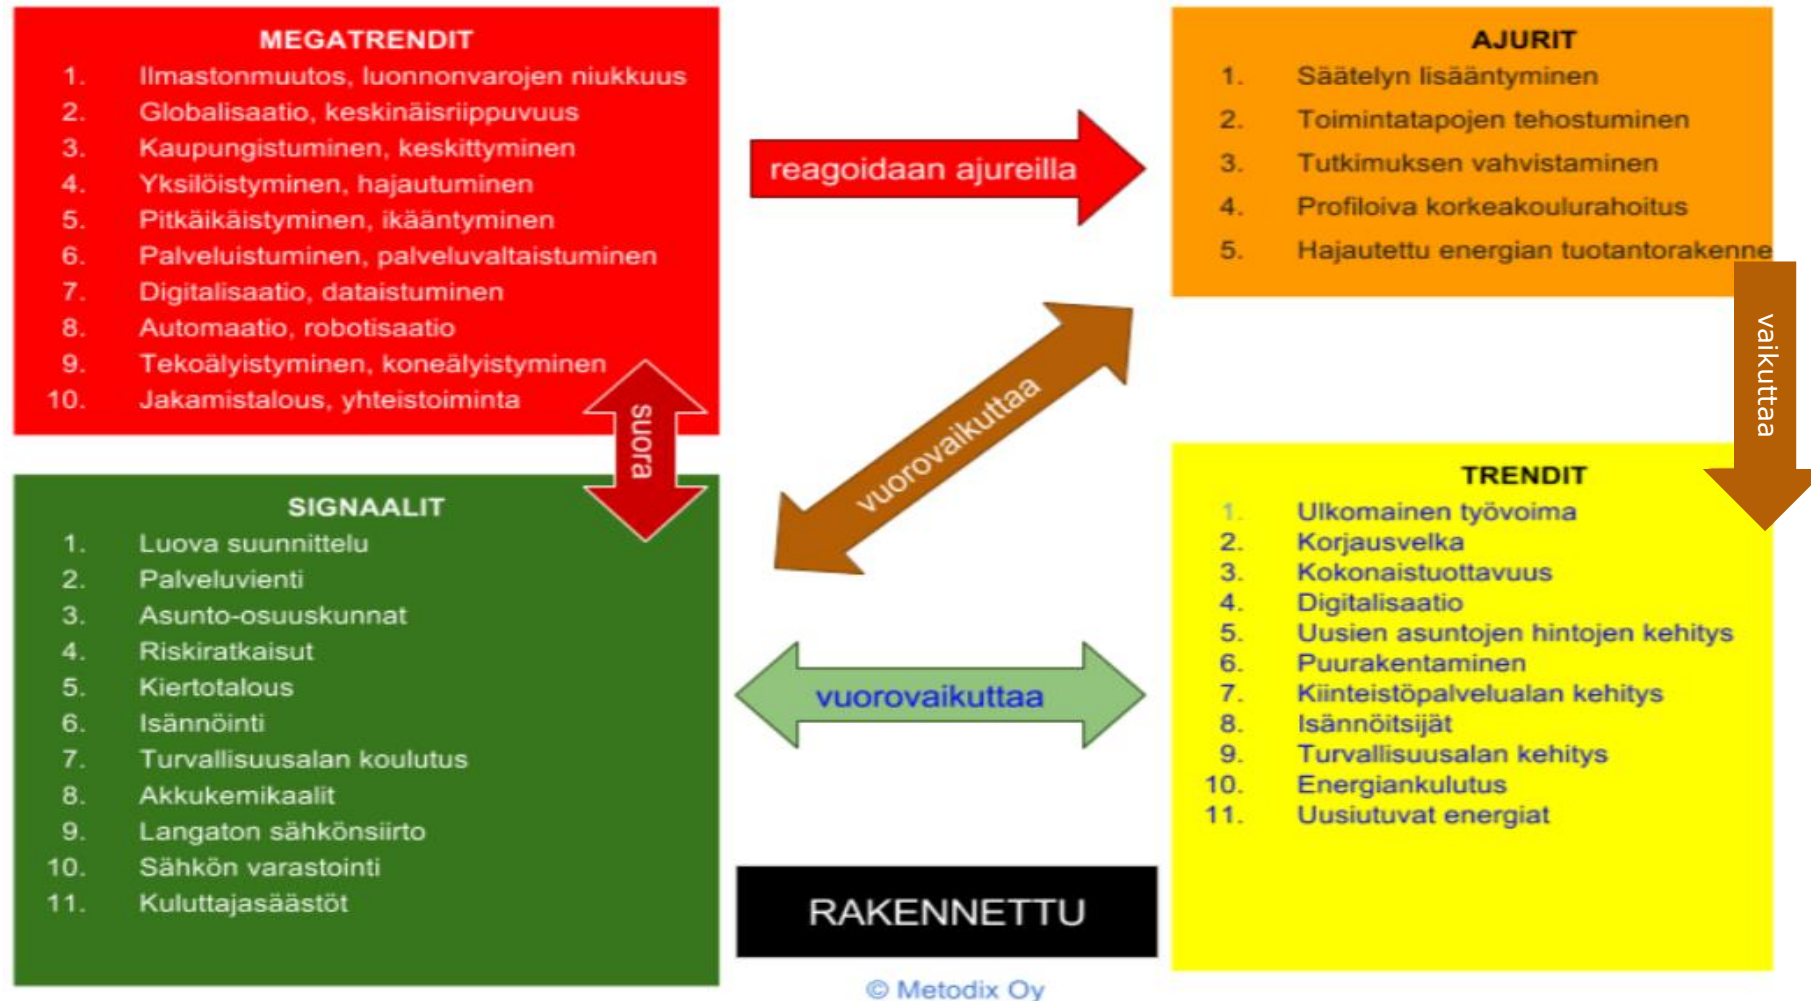 MEGATRENDIT
1. Ilmastonmuutos, luonnonvarojen niukkuus
2. Globalisaatio, keskinäisriippuvuus
3. Kaupungistuminen, keskittyminen
4. Yksilöistyminen, hajautuminen
5. Pitkäikäistyminen, ikääntyminen
6. Palveluistuminen, palveluvaltaistuminen
7. Digitalisaatio, dataistuminen
8. Automaatio, robotisaatio
9. Tekoälyistyminen, koneälyistyminen
10. Jakamistalous, yhteistoiminta
reagoidaan ajureilla
AJURIT
1. Säätelyn lisääntyminen
2. Toimintatapojen tehostuminen
3. Tutkimuksen vahvistaminen
4. Profiloiva korkeakoulurahoitus
5. Hajautettu energian tuotantorakenne
vaikuttaa
suora
vuorovaikuttaa
SIGNAALIT
1. Luova suunnittelu
2. Palveluvienti
3. Asunto-osuuskunnat
4. Riskiratkaisut
5. Kiertotalous
6. Isännöinti
7. Turvallisuusalan koulutus
8. Akkukemikaalit
9. Langaton sähkönsiirto
10. Sähkön varastointi
11. Kuluttajasäästöt
vuorovaikuttaa
TRENDIT
1. Ulkomainen työvoima
2. Korjausvelka
3. Kokonaistuottavuus
4. Digitalisaatio
5. Uusien asuntojen hintojen kehitys
6. Puurakentaminen
7. Kiinteistöpalvelualan kehitys
8. Isännöitsijät
9. Turvallisuusalan kehitys
10. Energiankulutus
11. Uusiutuvat energiat
RAKENNETTU
© Metodix Oy